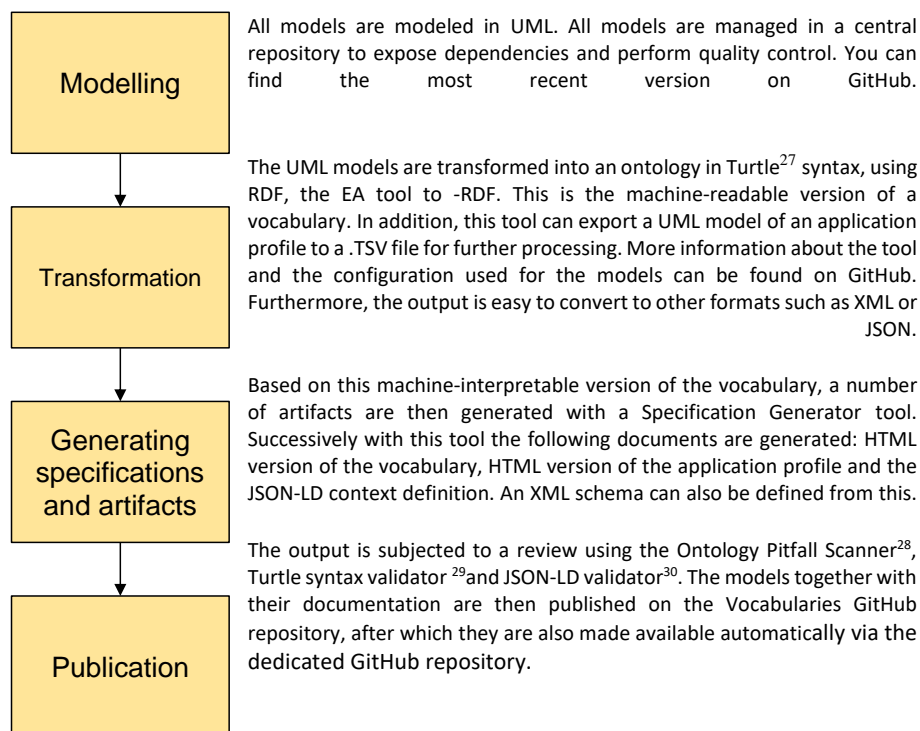 Modelling
All models are modeled in UML. All models are managed in a central
repository to expose dependencies and perform quality control. You can
find the most recent version on GitHub.
Transformation
The UML models are transformed into an ontology in Turtle27 syntax, using
RDF, the EA tool to -RDF. This is the machine-readable version of a
vocabulary. In addition, this tool can export a UML model of an application
profile to a .TSV file for further processing. More information about the tool
and the configuration used for the models can be found on GitHub.
Furthermore, the output is easy to convert to other formats such as XML or
JSON.
Generating
specifications
and artifacts
Based on this machine-interpretable version of the vocabulary, a number
of artifacts are then generated with a Specification Generator tool.
Successively with this tool the following documents are generated: HTML
version of the vocabulary, HTML version of the application profile and the
JSON-LD context definition. An XML schema can also be defined from this.
Publication
The output is subjected to a review using the Ontology Pitfall Scanner28,
Turtle syntax validator 29and JSON-LD validator30. The models together with
their documentation are then published on the Vocabularies GitHub
repository, after which they are also made available automatically via the
dedicated GitHub repository.